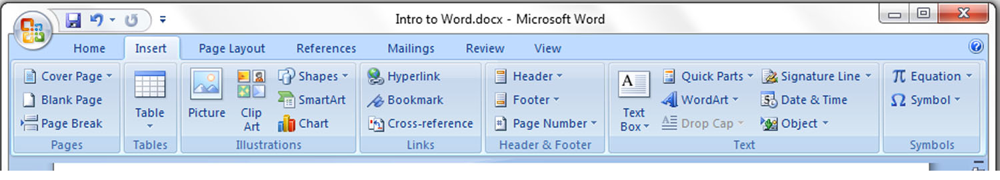 Intro to Word.docx - Microsoft Word
Home Insert Page Layout References Mailings Review View
Cover Page
Blank Page
Page Break
Pages
Table
Tables
Picture
Clip
Art
Shapes
SmartArt
Chart
Illustrations
Hyperlink
Bookmark
Cross-reference
Links
Header
Footer
Page Number
Header & Footer
A
Text
Box
Quick Parts
WordArt
Drop Cap
Signature Line
Date & Time
Object
Text
π Equation
Ω Symbol
Symbols